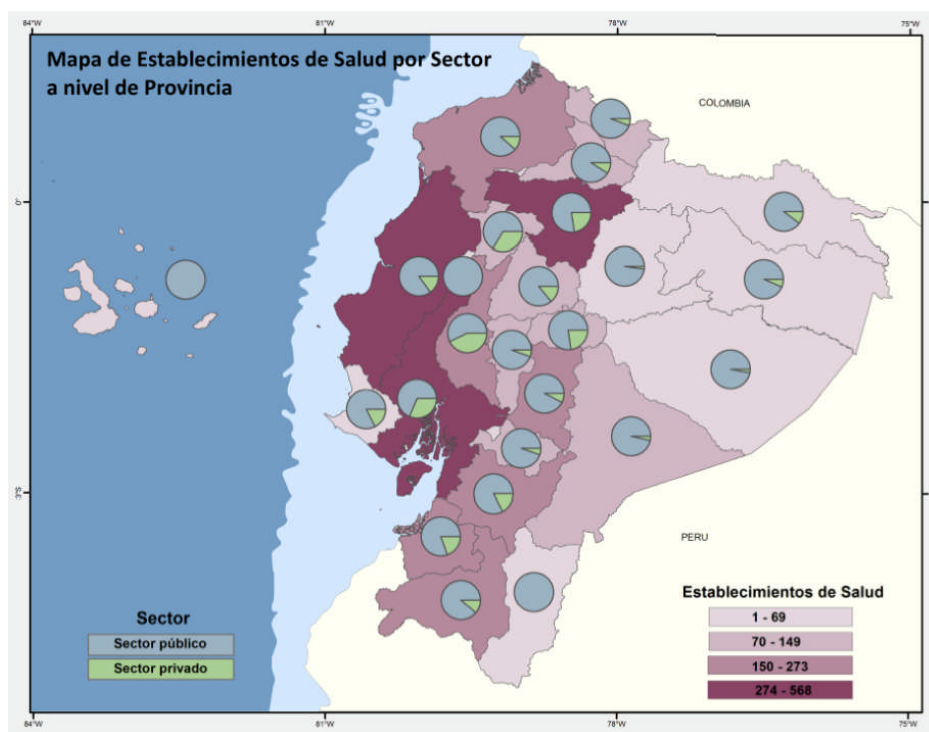 84°W
81°W
78°W
75°W
Mapa de Establecimientos de Salud por Sector
a nivel de Provincia
COLOMBIA
0°
3°S
PERU
Sector
Sector público
Sector privado
Establecimientos de Salud
1 - 69
70 - 149
150 - 273
274 - 568
84°W
81°W
78°W
75°W